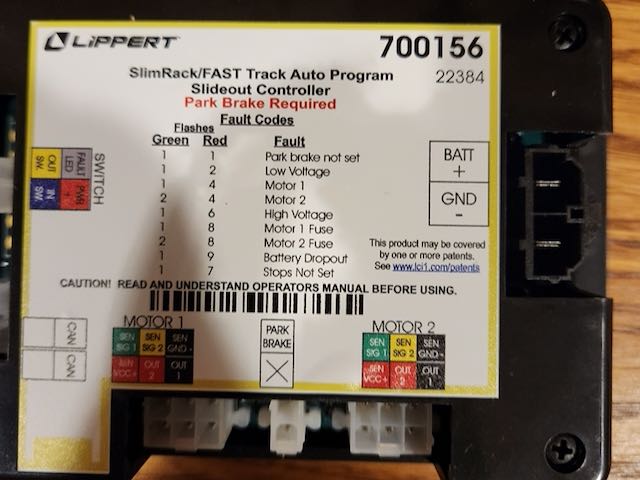 LIPPERT
700156
SlimRack/FAST Track Auto Program
22384
Slideout Controller
Park Brake Required
Fault Codes
Flashes
Green Red Fault
1 1 Park brake not set
1 2 Low Voltage
1 4 Motor 1
2 4 Motor 2
1 6 High Voltage
1 8 Motor 1 Fuse
2 8 Motor 2 Fuse
1 9 Battery Dropout
1 7 Stops Not Set
BATT
+
GND
-
SWITCH
FAULT LED
PWR +
OUT SW.
IN SW.
This product may be covered
by one or more patents.
See www.lci1.com/patents
CAUTION! READ AND UNDERSTAND OPERATORS MANUAL BEFORE USING.
CAN
CAN
MOTOR 1
SEN SIG 1
SEN SIG 2
SEN GND -
SEN VCC +
OUT 2
OUT 1
PARK
BRAKE
MOTOR 2
SEN SIG 1
SEN SIG 2
SEN GND -
SEN VCC +
OUT 2
OUT 1